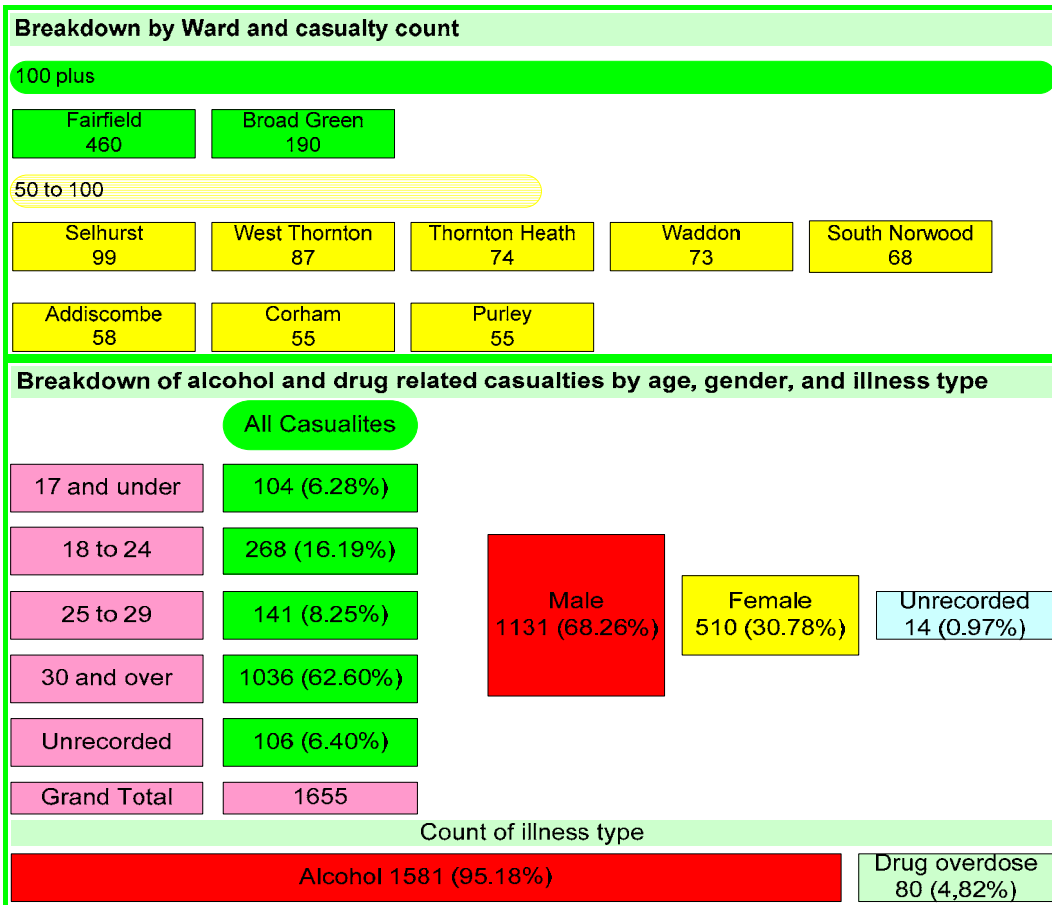 Breakdown by Ward and casualty count
100 plus
Fairfield
460
Broad Green
190
50 to 100
Selhurst
99
West Thornton
87
Thornton Heath
74
Waddon
73
South Norwood
68
Addiscombe
58
Corham
55
Purley
55
Breakdown of alcohol and drug related casualties by age, gender, and illness type
All Casualites
17 and under
104 (6.28%)
18 to 24
268 (16.19%)
25 to 29
141 (8.25%)
30 and over
1036 (62.60%)
Unrecorded
106 (6.40%)
Grand Total
1655
Male
1131 (68.26%)
Female
510 (30.78%)
Unrecorded
14 (0.97%)
Count of illness type
Alcohol 1581 (95.18%)
Drug overdose
80 (4,82%)